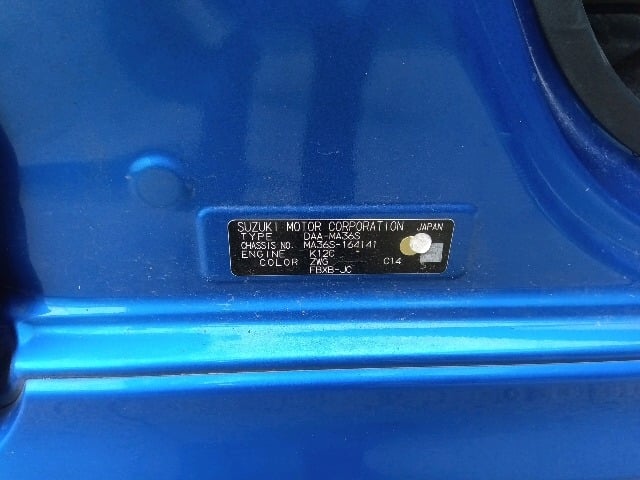 SUZUKI MOTOR CORPORATION JAPAN
TYPE DAA-MA36S
CHASSIS NO. MA36S-164141
ENGINE K12C
COLOR ZWG C14
FBXB-JC